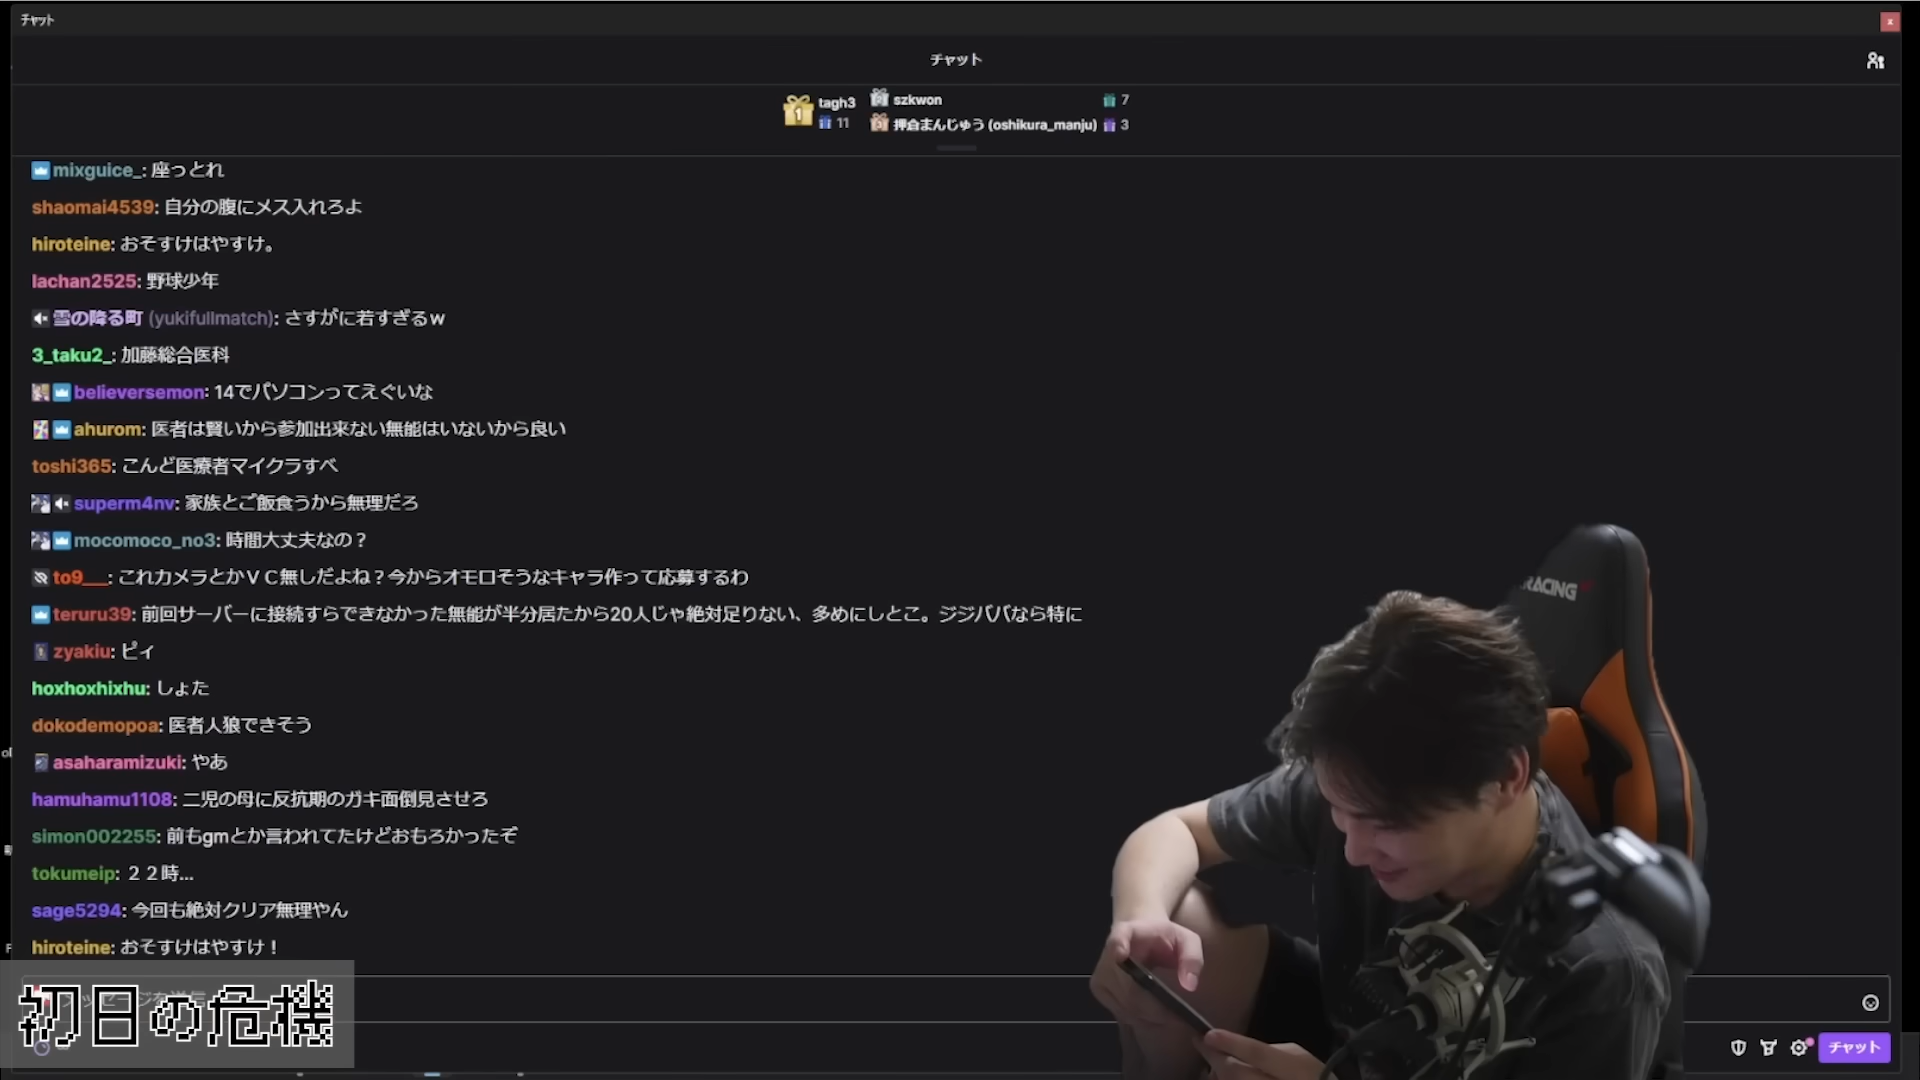 チャット
チャット
tagh3
11
szkwon
7
押倉まんじゅう (oshikura_manju)
3
mixguice_: 座っとれ
shaomai4539: 自分の腹にメス入れろよ
hiroteine: おそすけはやすけ。
lachan2525: 野球少年
雪の降る町 (yukifullmatch): さすがに若すぎるw
3_taku2_: 加藤総合医科
believersemon: 14でパソコンってえぐいな
ahurom: 医者は賢いから参加出来ない無能はいないから良い
toshi365: こんど医療者マイクラすべ
superm4nv: 家族とご飯食うから無理だろ
mocomoco_no3: 時間大丈夫なの？
to9___: これカメラとかＶＣ無しだよね？今からオモロそうなキャラ作って応募するわ
teruru39: 前回サーバーに接続すらできなかった無能が半分居たから20人じゃ絶対足りない、多めにしとこ。ジジババなら特に
zyakiu: ピィ
hoxhoxhixhu: しょた
dokodemopoa: 医者人狼できそう
asaharamizuki: やあ
hamuhamu1108: 二児の母に反抗期のガキ面倒見させろ
simon002255: 前もgmとか言われてたけどおもろかったぞ
tokumeip: ２２時...
sage5294: 今回も絶対クリア無理やん
hiroteine: おそすけはやすけ！
RACING
初日の危機
チャット